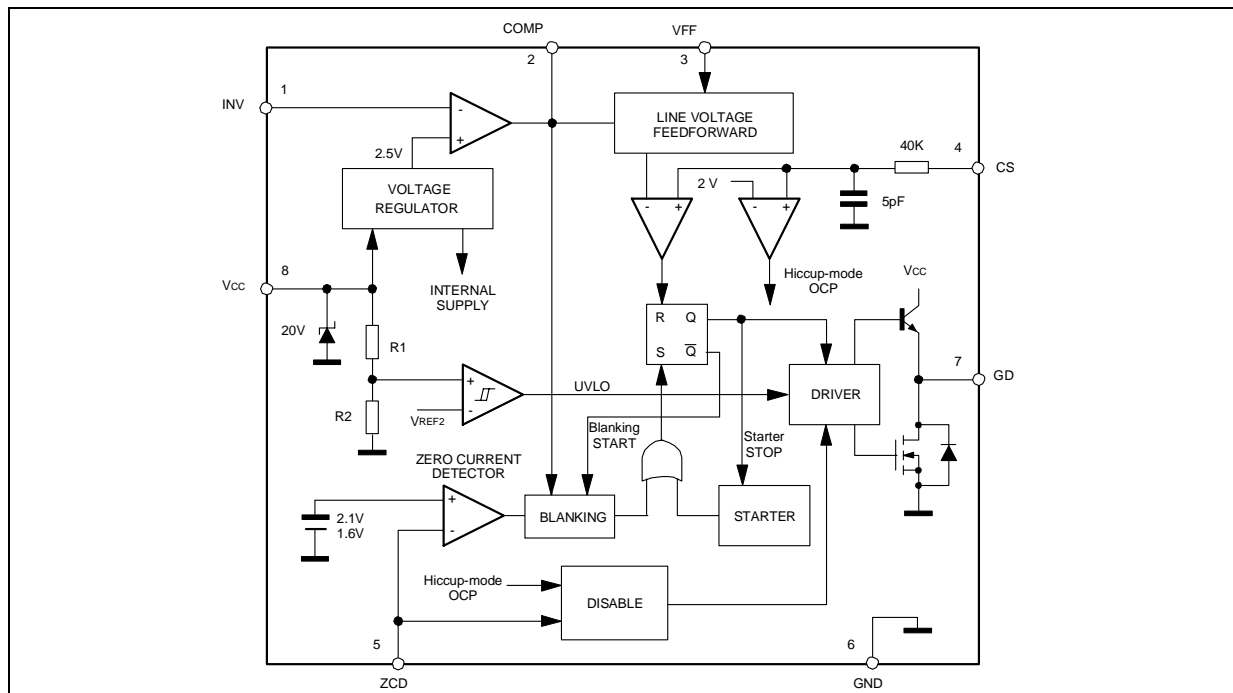 COMP
VFF
2
3
1
INV
LINE VOLTAGE
FEEDFORWARD
-
+
2.5V
40K
4
CS
VOLTAGE
REGULATOR
2 V
-
+
-
+
5pF
8
VCC
INTERNAL
SUPPLY
Hiccup-mode
OCP
VCC
20V
R1
R
Q
S
Q
7
GD
+
-
UVLO
DRIVER
R2
VREF2
Blanking
START
Starter
STOP
ZERO CURRENT
DETECTOR
+
-
2.1V
1.6V
BLANKING
STARTER
Hiccup-mode
OCP
DISABLE
5
6
ZCD
GND